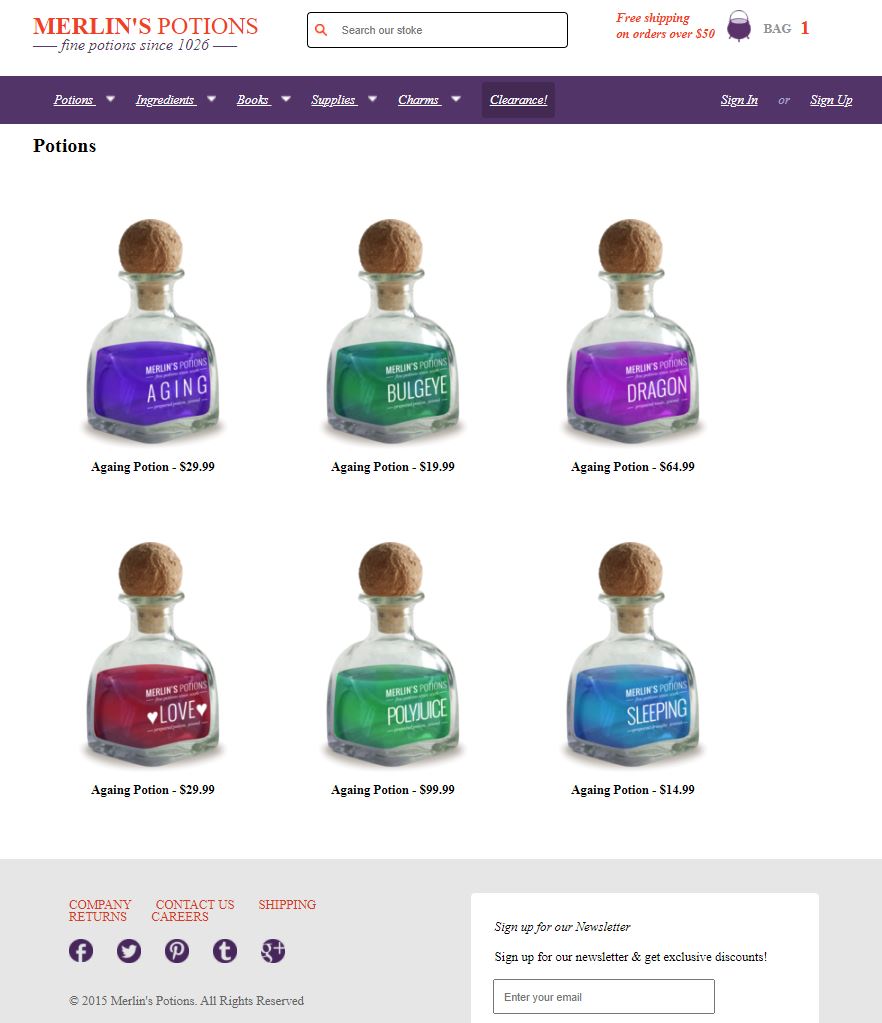 MERLIN'S POTIONS
fine potions since 1026
Search our stoke
Free shipping
on orders over $50
BAG 1
Potions Ingredients Books Supplies Charms Clearance! Sign In or Sign Up
Potions
MERLIN'S POTIONS
AGING
MERLIN'S POTIONS
BULGEYE
MERLIN'S POTIONS
DRAGON
Againg Potion - $29.99
Againg Potion - $19.99
Againg Potion - $64.99
MERLIN'S POTIONS
♥LOVE♥
MERLIN'S POTIONS
POLYJUICE
MERLIN'S POTIONS
SLEEPING
Againg Potion - $29.99
Againg Potion - $99.99
Againg Potion - $14.99
COMPANY CONTACT US SHIPPING
RETURNS CAREERS
© 2015 Merlin's Potions. All Rights Reserved
Sign up for our Newsletter
Sign up for our newsletter & get exclusive discounts!
Enter your email